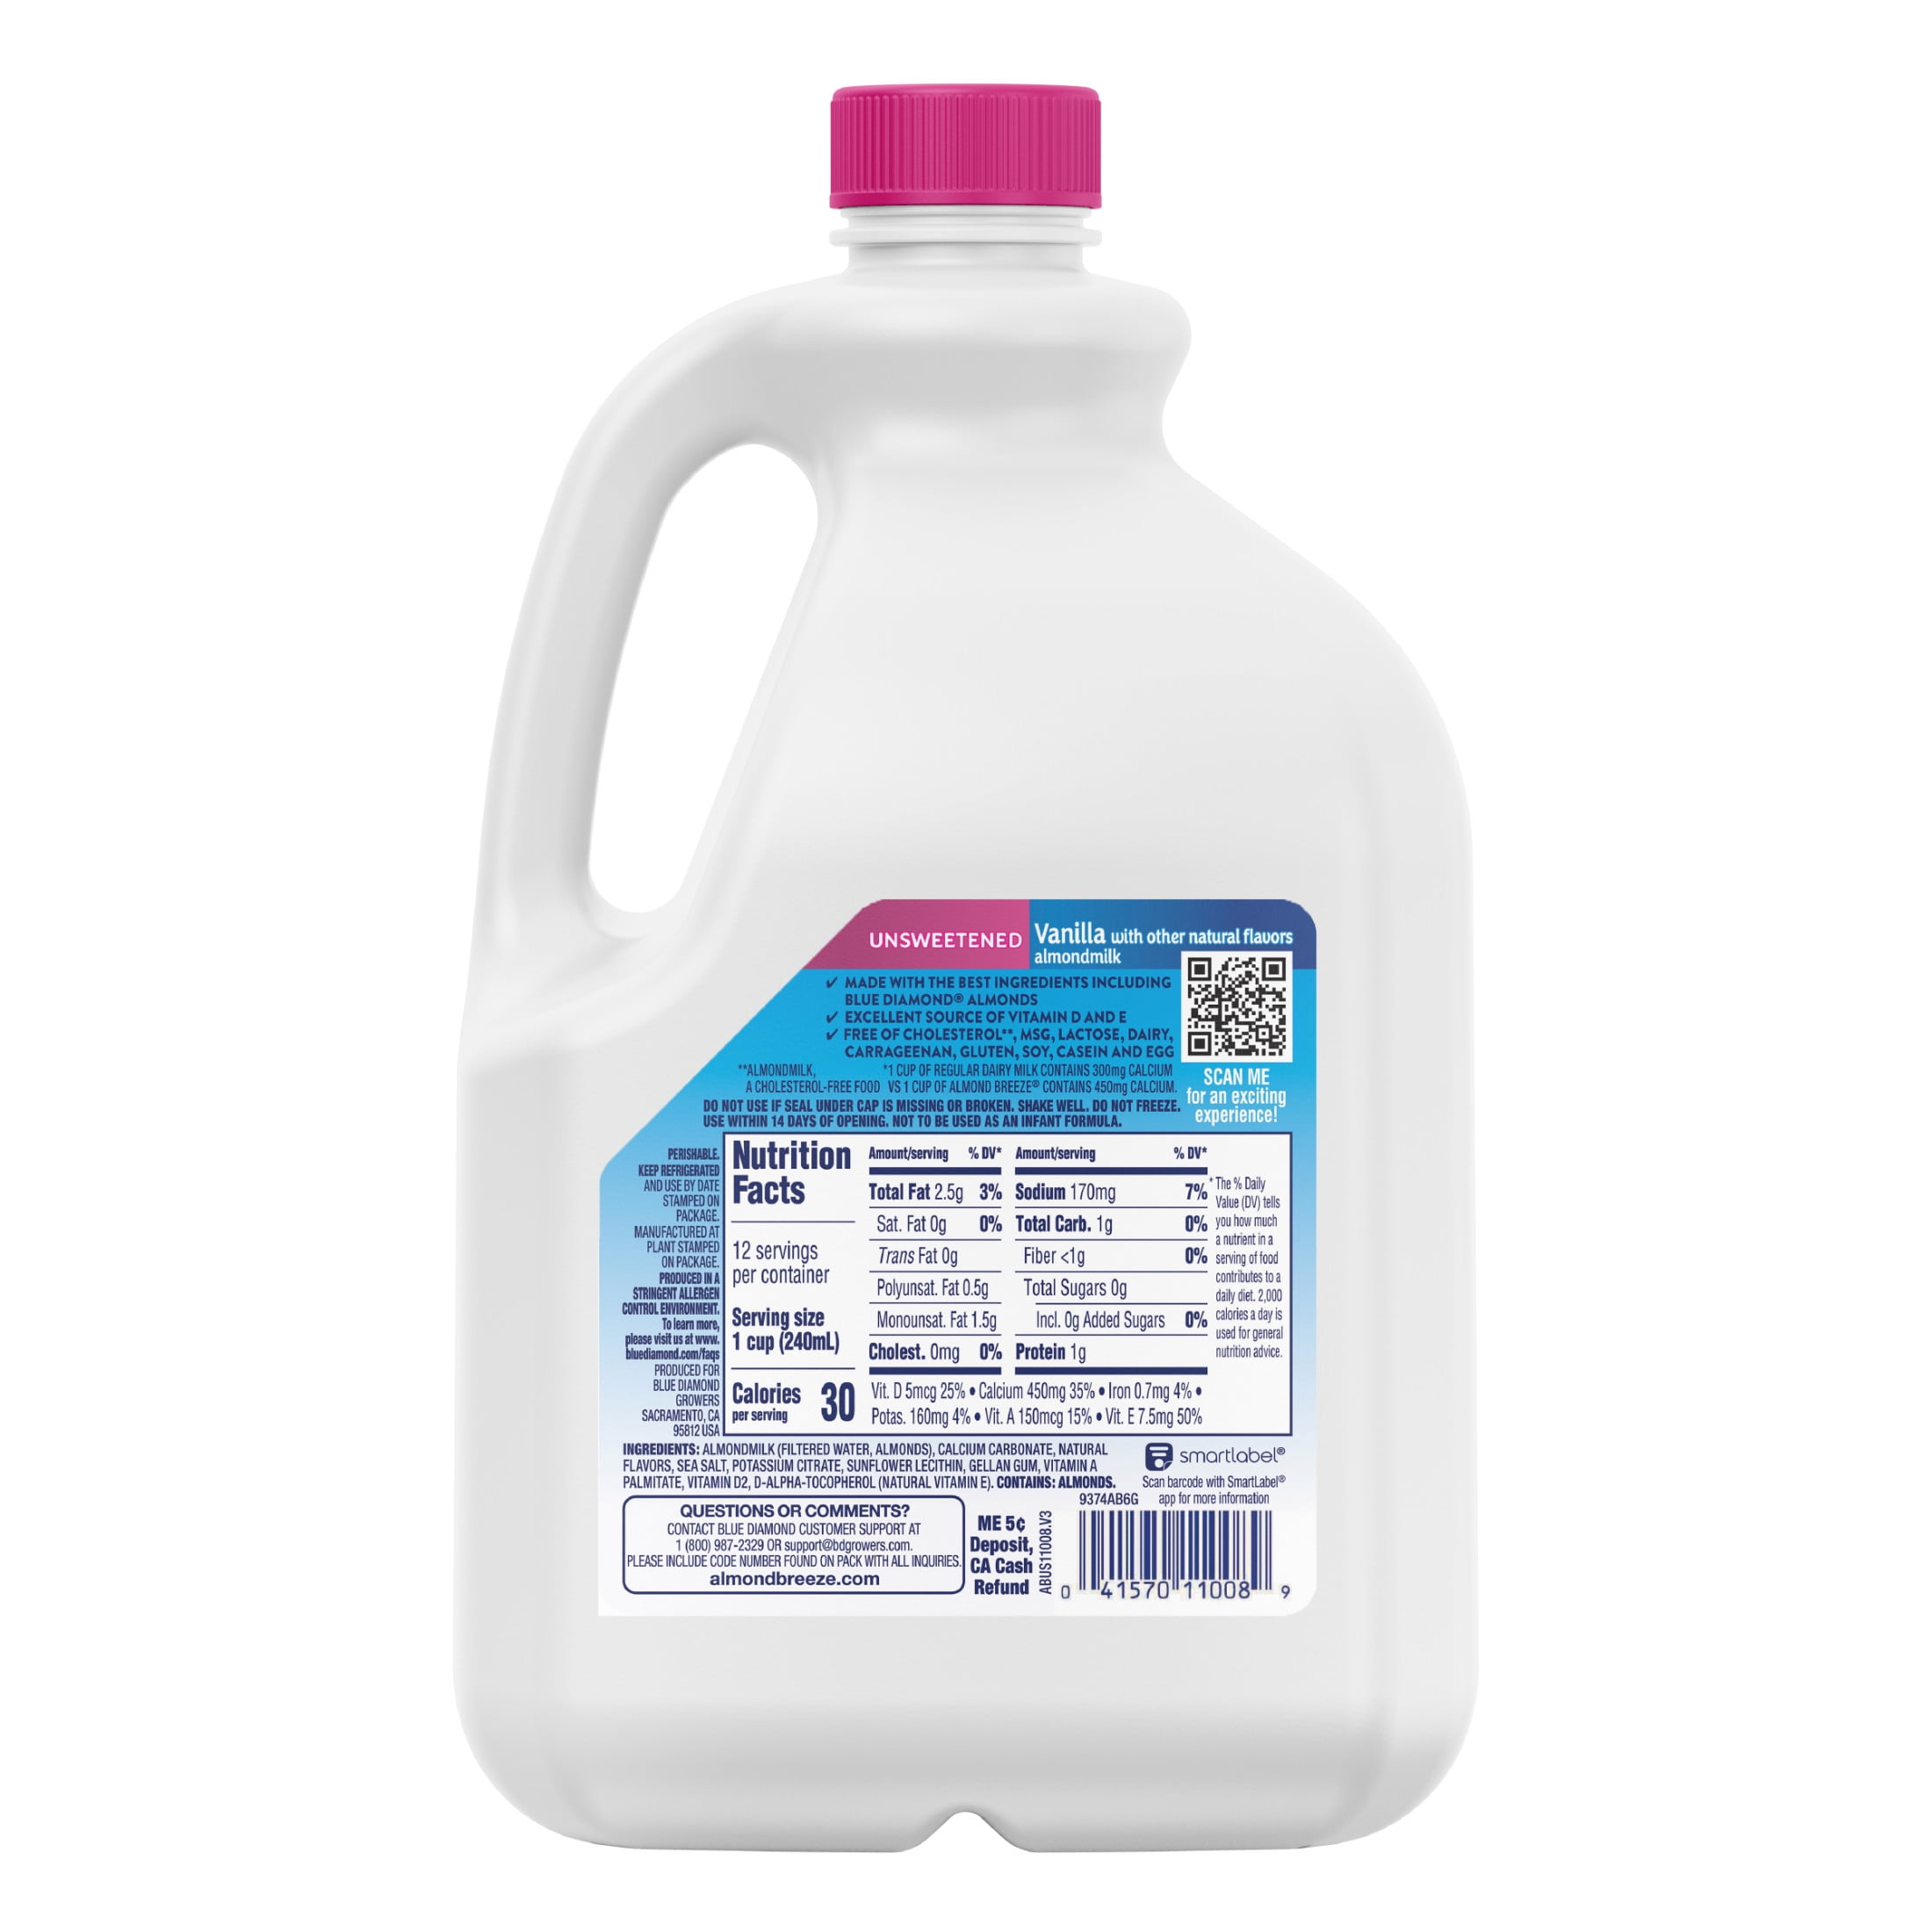 UNSWEETENED
Vanilla with other natural flavors
almondmilk
✓ MADE WITH THE BEST INGREDIENTS INCLUDING
BLUE DIAMOND® ALMONDS
✓ EXCELLENT SOURCE OF VITAMIN D AND E
✓ FREE OF CHOLESTEROL**, MSG, LACTOSE, DAIRY,
CARRAGEENAN, GLUTEN, SOY, CASEIN AND EGG
**ALMONDMILK,
A CHOLESTEROL-FREE FOOD
*1 CUP OF REGULAR DAIRY MILK CONTAINS 300mg CALCIUM
VS 1 CUP OF ALMOND BREEZE® CONTAINS 450mg CALCIUM.
SCAN ME
for an exciting
experience!
DO NOT USE IF SEAL UNDER CAP IS MISSING OR BROKEN. SHAKE WELL. DO NOT FREEZE.
USE WITHIN 14 DAYS OF OPENING. NOT TO BE USED AS AN INFANT FORMULA.
PERISHABLE.
KEEP REFRIGERATED
AND USE BY DATE
STAMPED ON
PACKAGE.
MANUFACTURED AT
PLANT STAMPED
ON PACKAGE.
PRODUCED IN A
STRINGENT ALLERGEN
CONTROL ENVIRONMENT.
To learn more,
please visit us at www.
bluediamond.com/faqs
PRODUCED FOR
BLUE DIAMOND
GROWERS
SACRAMENTO, CA
95812 USA
Nutrition
Facts
12 servings
per container
Serving size
1 cup (240mL)
Calories 30
per serving
Amount/serving % DV*
Total Fat 2.5g 3%
Sat. Fat 0g 0%
Trans Fat 0g
Polyunsat. Fat 0.5g
Monounsat. Fat 1.5g
Cholest. 0mg 0%
Amount/serving % DV*
Sodium 170mg 7%
Total Carb. 1g 0%
Fiber <1g 0%
Total Sugars 0g
Incl. 0g Added Sugars 0%
Protein 1g
Vit. D 5mcg 25% • Calcium 450mg 35% • Iron 0.7mg 4% •
Potas. 160mg 4% • Vit. A 150mcg 15% • Vit. E 7.5mg 50%
* The % Daily
Value (DV) tells
you how much
a nutrient in a
serving of food
contributes to a
daily diet. 2,000
calories a day is
used for general
nutrition advice.
INGREDIENTS: ALMONDMILK (FILTERED WATER, ALMONDS), CALCIUM CARBONATE, NATURAL
FLAVORS, SEA SALT, POTASSIUM CITRATE, SUNFLOWER LECITHIN, GELLAN GUM, VITAMIN A
PALMITATE, VITAMIN D2, D-ALPHA-TOCOPHEROL (NATURAL VITAMIN E). CONTAINS: ALMONDS.
smartlabel®
Scan barcode with SmartLabel®
app for more information
9374AB6G
QUESTIONS OR COMMENTS?
CONTACT BLUE DIAMOND CUSTOMER SUPPORT AT
1 (800) 987-2329 OR support@bdgrowers.com.
PLEASE INCLUDE CODE NUMBER FOUND ON PACK WITH ALL INQUIRIES.
almondbreeze.com
ME 5¢
Deposit,
CA Cash
Refund
ABUS11008.V3
0 41570 11008 9